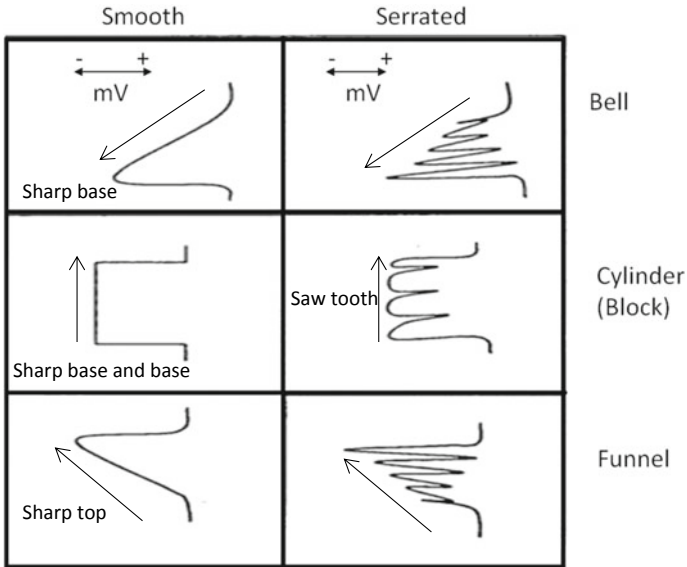 Smooth
Serrated
- +
mV
- +
mV
Bell
Sharp base
Saw tooth
Cylinder
(Block)
Sharp base and base
Funnel
Sharp top